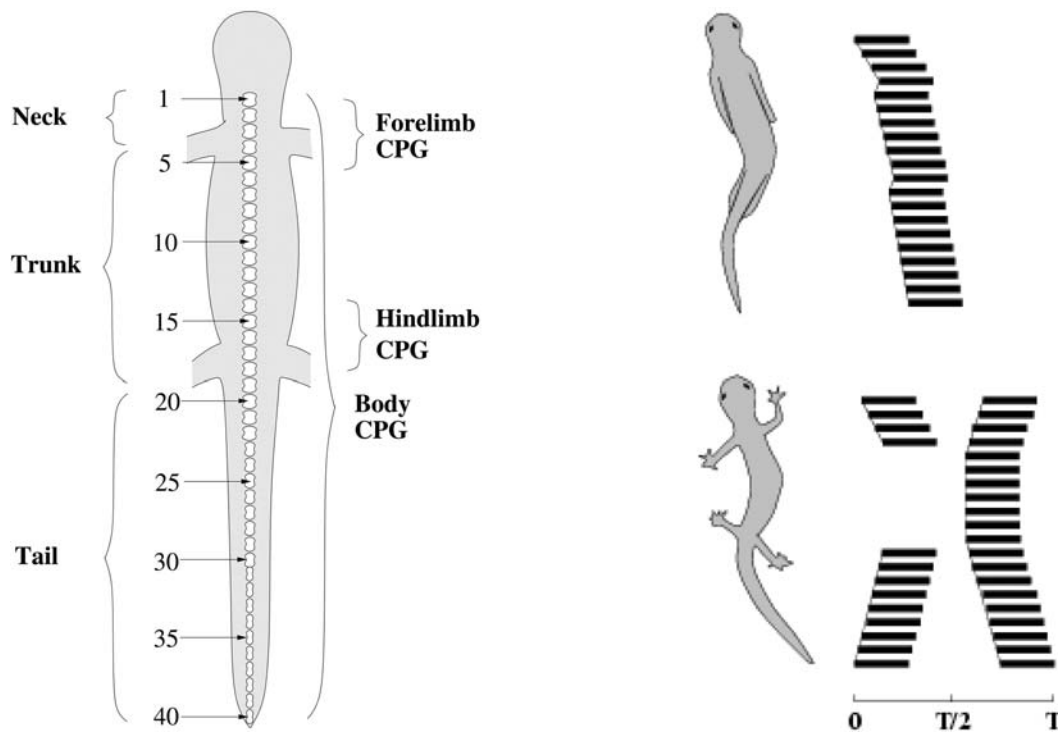 Neck
Trunk
Tail
1
5
10
15
20
25
30
35
40
Forelimb
CPG
Hindlimb
CPG
Body
CPG
0
T/2
T